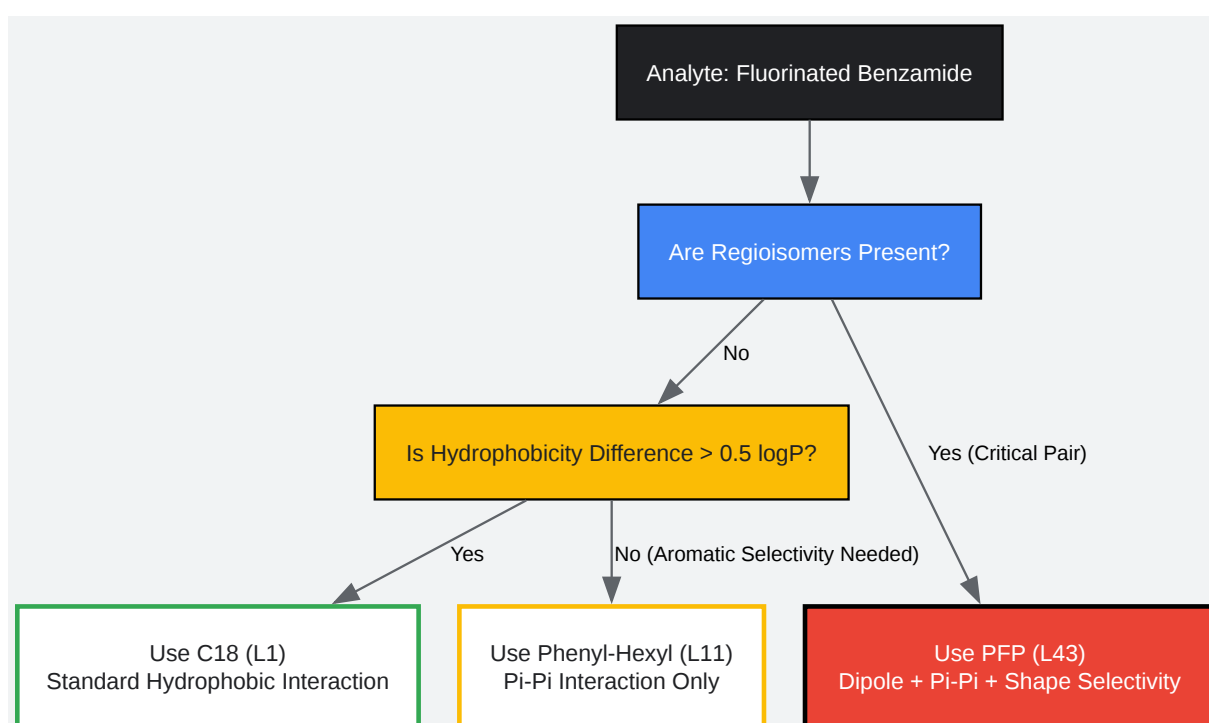 Analyte: Fluorinated Benzamide
Are Regioisomers Present?
No
Is Hydrophobicity Difference > 0.5 logP?
Yes (Critical Pair)
Yes
No (Aromatic Selectivity Needed)
Use C18 (L1)
Standard Hydrophobic Interaction
Use Phenyl-Hexyl (L11)
Pi-Pi Interaction Only
Use PFP (L43)
Dipole + Pi-Pi + Shape Selectivity